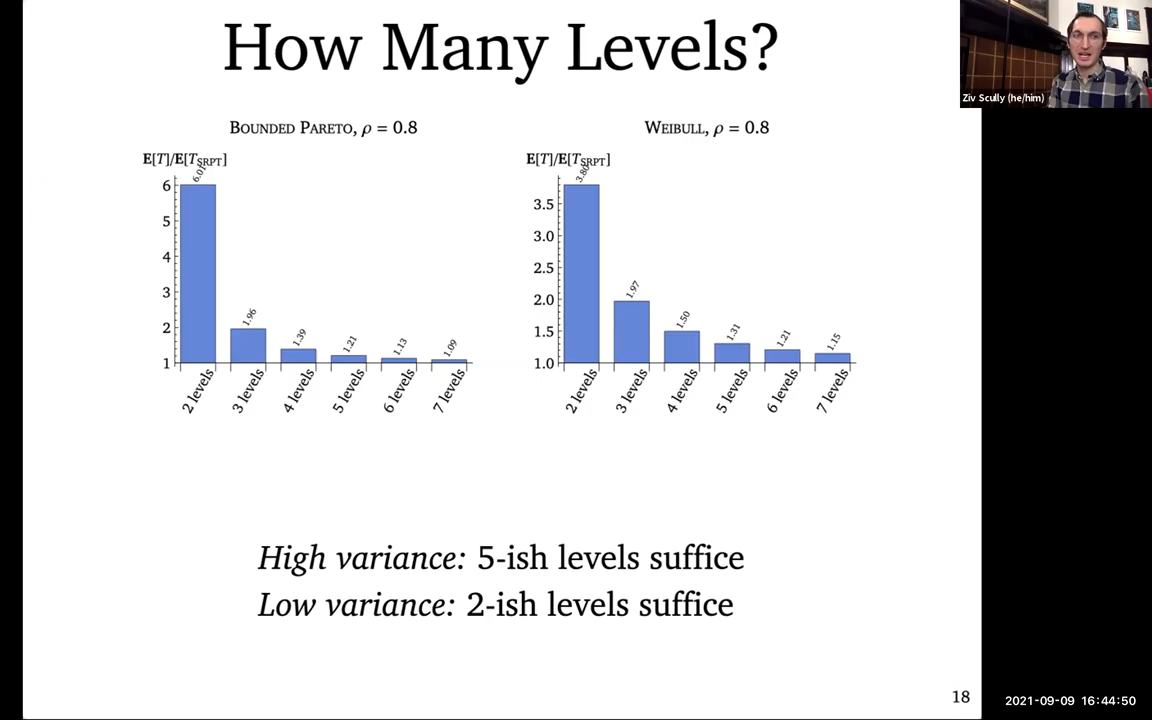 How Many Levels?
Ziv Scully (he/him)
BOUNDED PARETO, ρ = 0.8
E[T]/E[T_SRPT]
6
5
4
3
2
1
6.01
1.96
1.39
1.21
1.13
1.09
2 levels
3 levels
4 levels
5 levels
6 levels
7 levels
WEIBULL, ρ = 0.8
E[T]/E[T_SRPT]
3.5
3.0
2.5
2.0
1.5
1.0
3.80
1.97
1.50
1.31
1.21
1.15
2 levels
3 levels
4 levels
5 levels
6 levels
7 levels
High variance: 5-ish levels suffice
Low variance: 2-ish levels suffice
18
2021-09-09 16:44:50